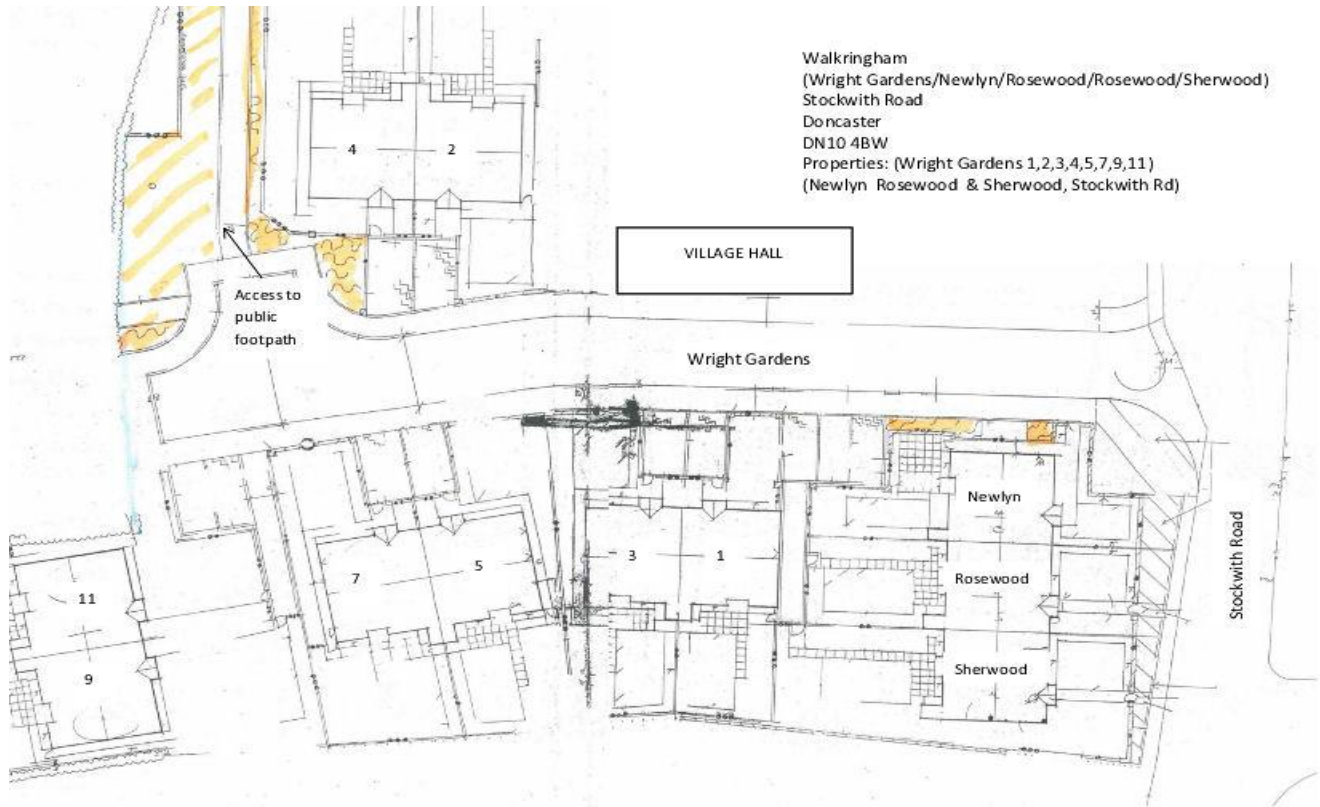 Walkringham
(Wright Gardens/Newlyn/Rosewood/Rosewood/Sherwood)
Stockwith Road
Doncaster
DN10 4BW
Properties: (Wright Gardens 1,2,3,4,5,7,9,11)
(Newlyn Rosewood & Sherwood, Stockwith Rd)
4
2
VILLAGE HALL
Access to
public
footpath
Wright Gardens
Newlyn
3
1
7
5
Rosewood
11
Sherwood
9
Stockwith Road